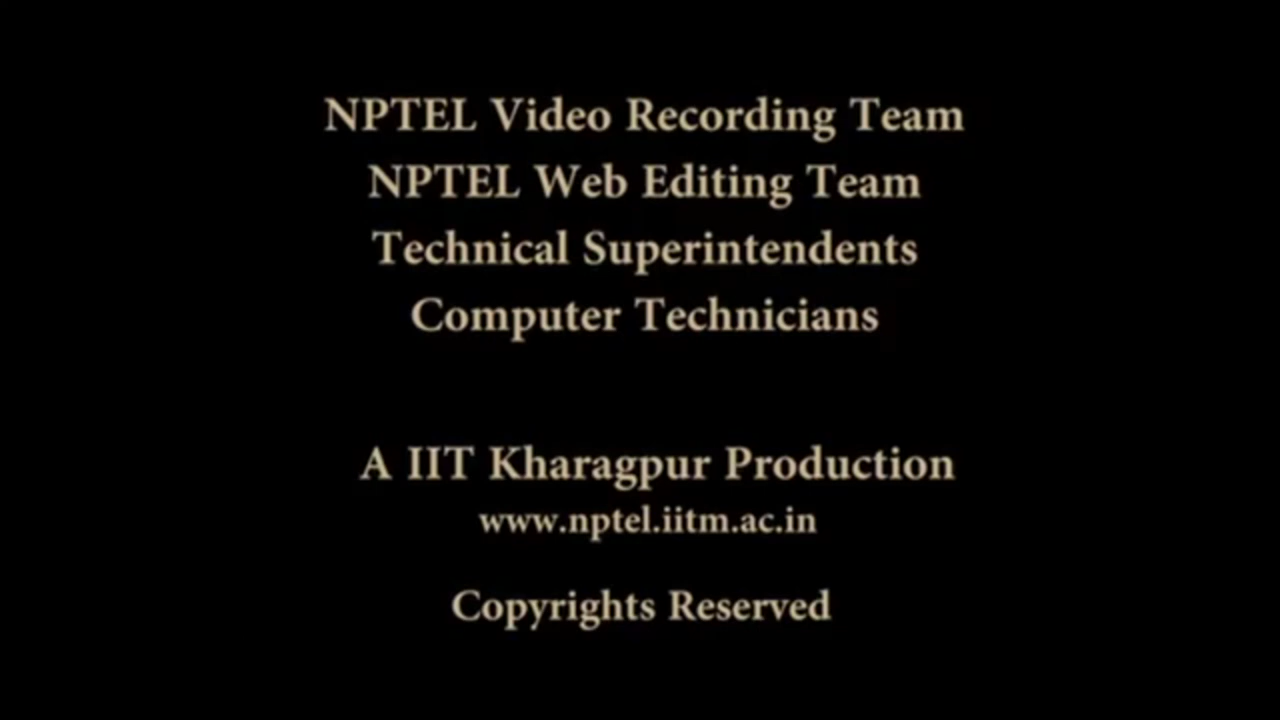 NPTEL Video Recording Team
NPTEL Web Editing Team
Technical Superintendents
Computer Technicians
A IIT Kharagpur Production
www.nptel.iitm.ac.in
Copyrights Reserved